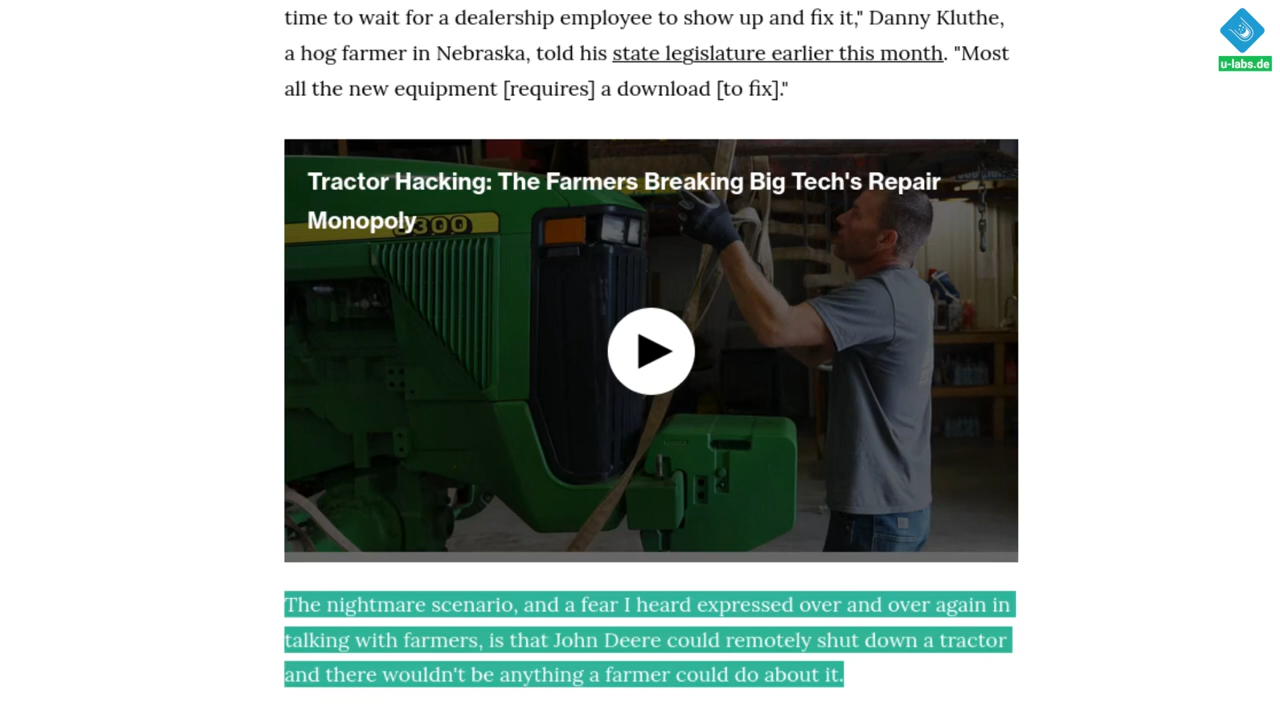 time to wait for a dealership employee to show up and fix it," Danny Kluthe,
a hog farmer in Nebraska, told his state legislature earlier this month. "Most
all the new equipment [requires] a download [to fix]."
u-labs.de
Tractor Hacking: The Farmers Breaking Big Tech's Repair
Monopoly
The nightmare scenario, and a fear I heard expressed over and over again in
talking with farmers, is that John Deere could remotely shut down a tractor
and there wouldn't be anything a farmer could do about it.